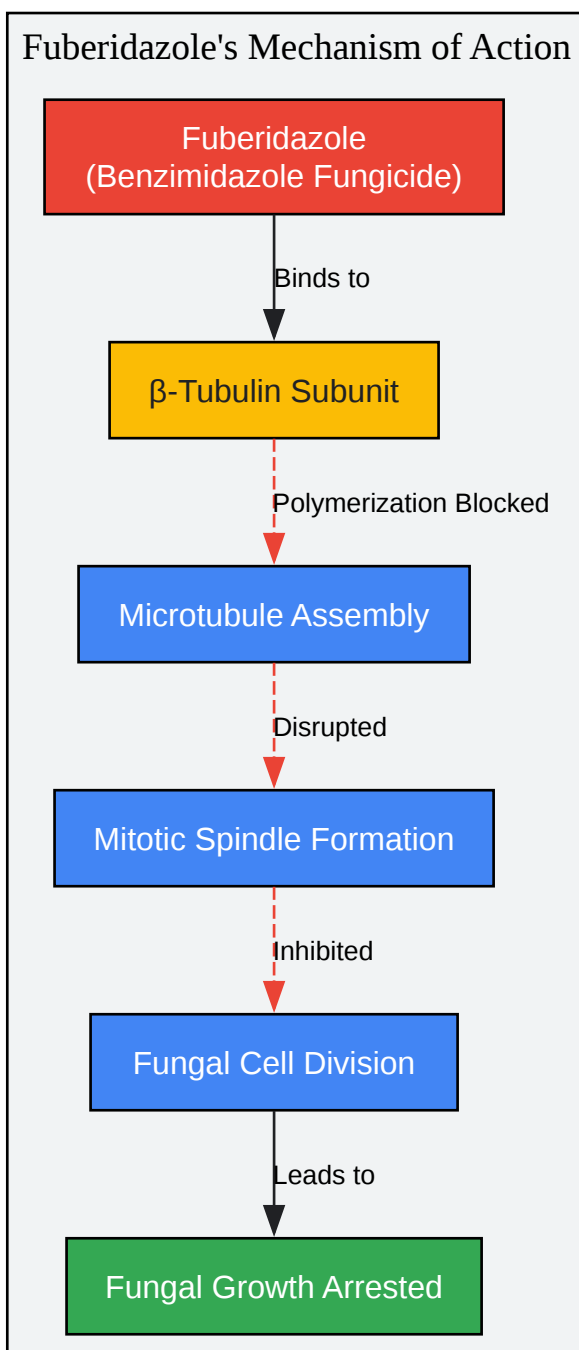 Fuberidazole's Mechanism of Action
Fuberidazole
(Benzimidazole Fungicide)
Binds to
β-Tubulin Subunit
Polymerization Blocked
Microtubule Assembly
Disrupted
Mitotic Spindle Formation
Inhibited
Fungal Cell Division
Leads to
Fungal Growth Arrested